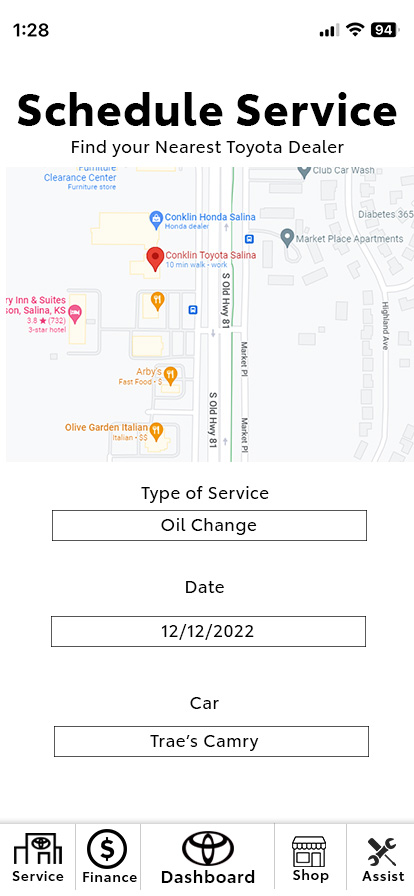 1:28
94
Schedule Service
Find your Nearest Toyota Dealer
Furniture
Clearance Center
Furniture store
Club Car Wash
Conklin Honda Salina
Honda dealer
Diabetes 365
Market Place Apartments
Conklin Toyota Salina
10 min walk - work
S Old Hwy 81
ry Inn & Suites
son, Salina, KS
3.8 ★ (732)
3-star hotel
Highland Ave
Market Pl
Arby's
Fast Food - $
S Old Hwy 81
Market Pl
Olive Garden Italian
Italian - $$
Type of Service
Oil Change
Date
12/12/2022
Car
Trae’s Camry
$
Service
Finance
Dashboard
Shop
Assist